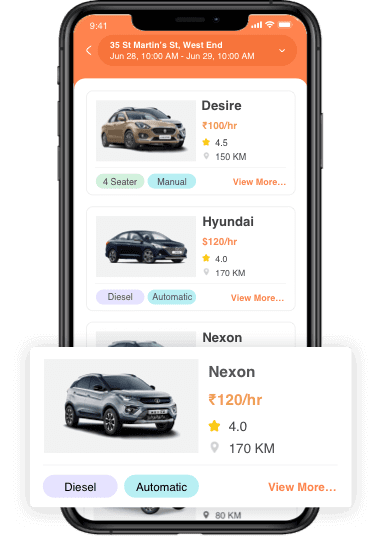 9:41
35 St Martin's St, West End
Jun 28, 10:00 AM - Jun 29, 10:00 AM
Desire
₹100/hr
4.5
150 KM
4 Seater Manual View More...
Hyundai
$120/hr
4.0
170 KM
Diesel Automatic View More...
Nexon
Nexon
₹120/hr
4.0
170 KM
Diesel Automatic View More...
80 KM